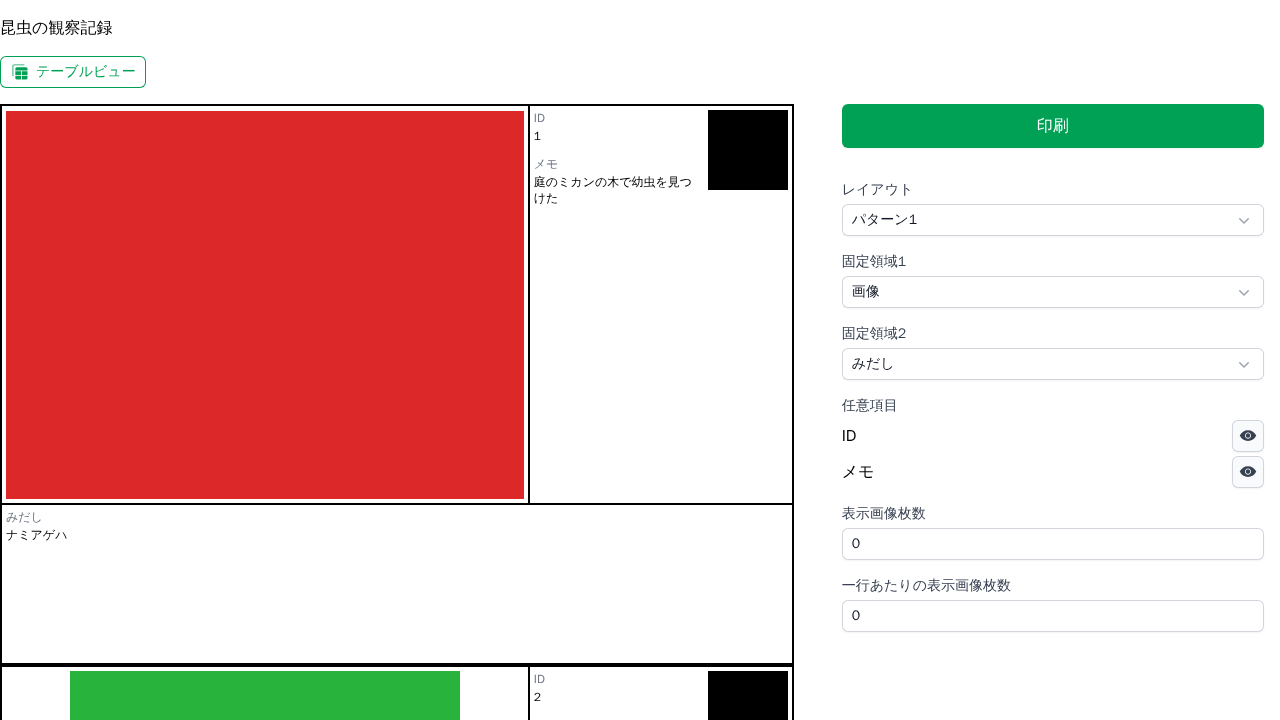 昆虫の観察記録
テーブルビュー
ID
1
メモ
庭のミカンの木で幼虫を見つ
けた
みだし
ナミアゲハ
ID
2
印刷
レイアウト
パターン1
固定領域1
画像
固定領域2
みだし
任意項目
ID
メモ
表示画像枚数
0
一行あたりの表示画像枚数
0